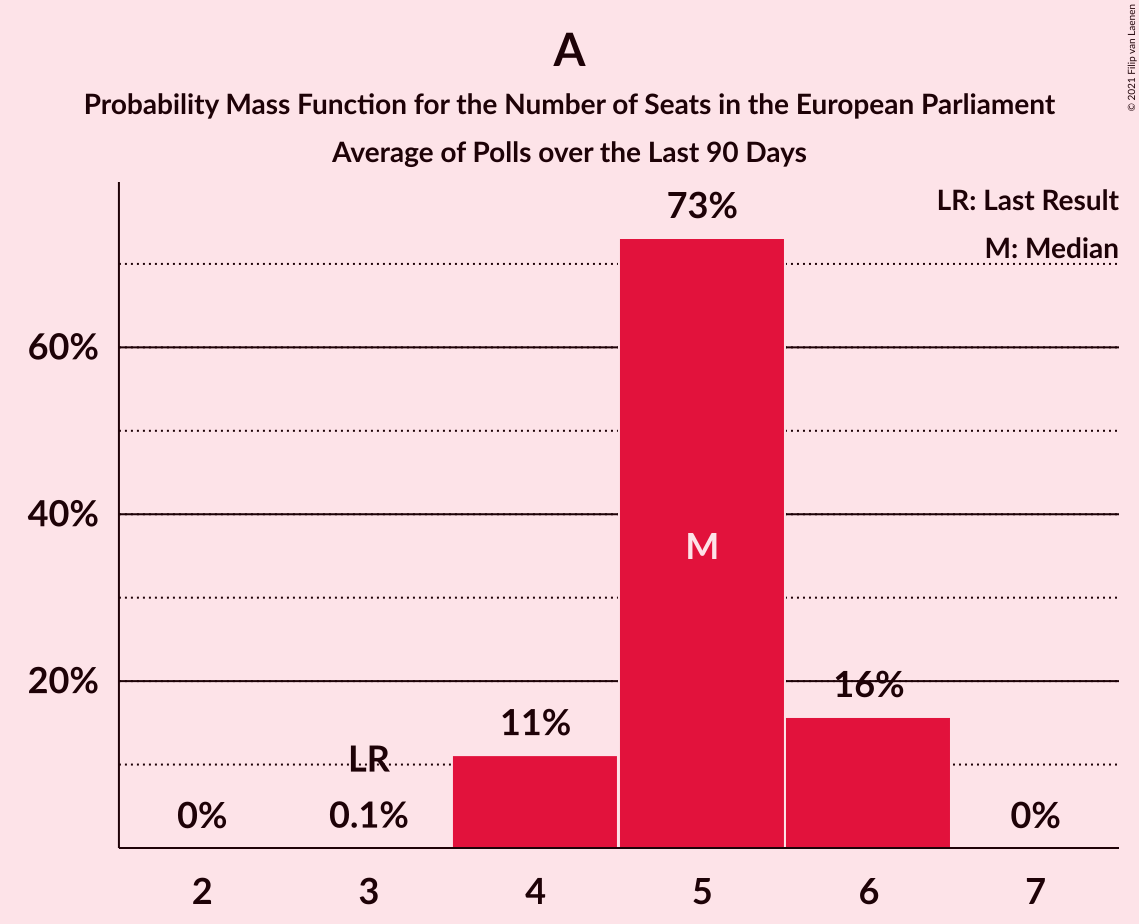 A
Probability Mass Function for the Number of Seats in the European Parliament
Average of Polls over the Last 90 Days
© 2021 Filip van Laenen
LR: Last Result
M: Median
73%
60%
40%
20%
M
16%
11%
LR
0%
0.1%
0%
2 3 4 5 6 7